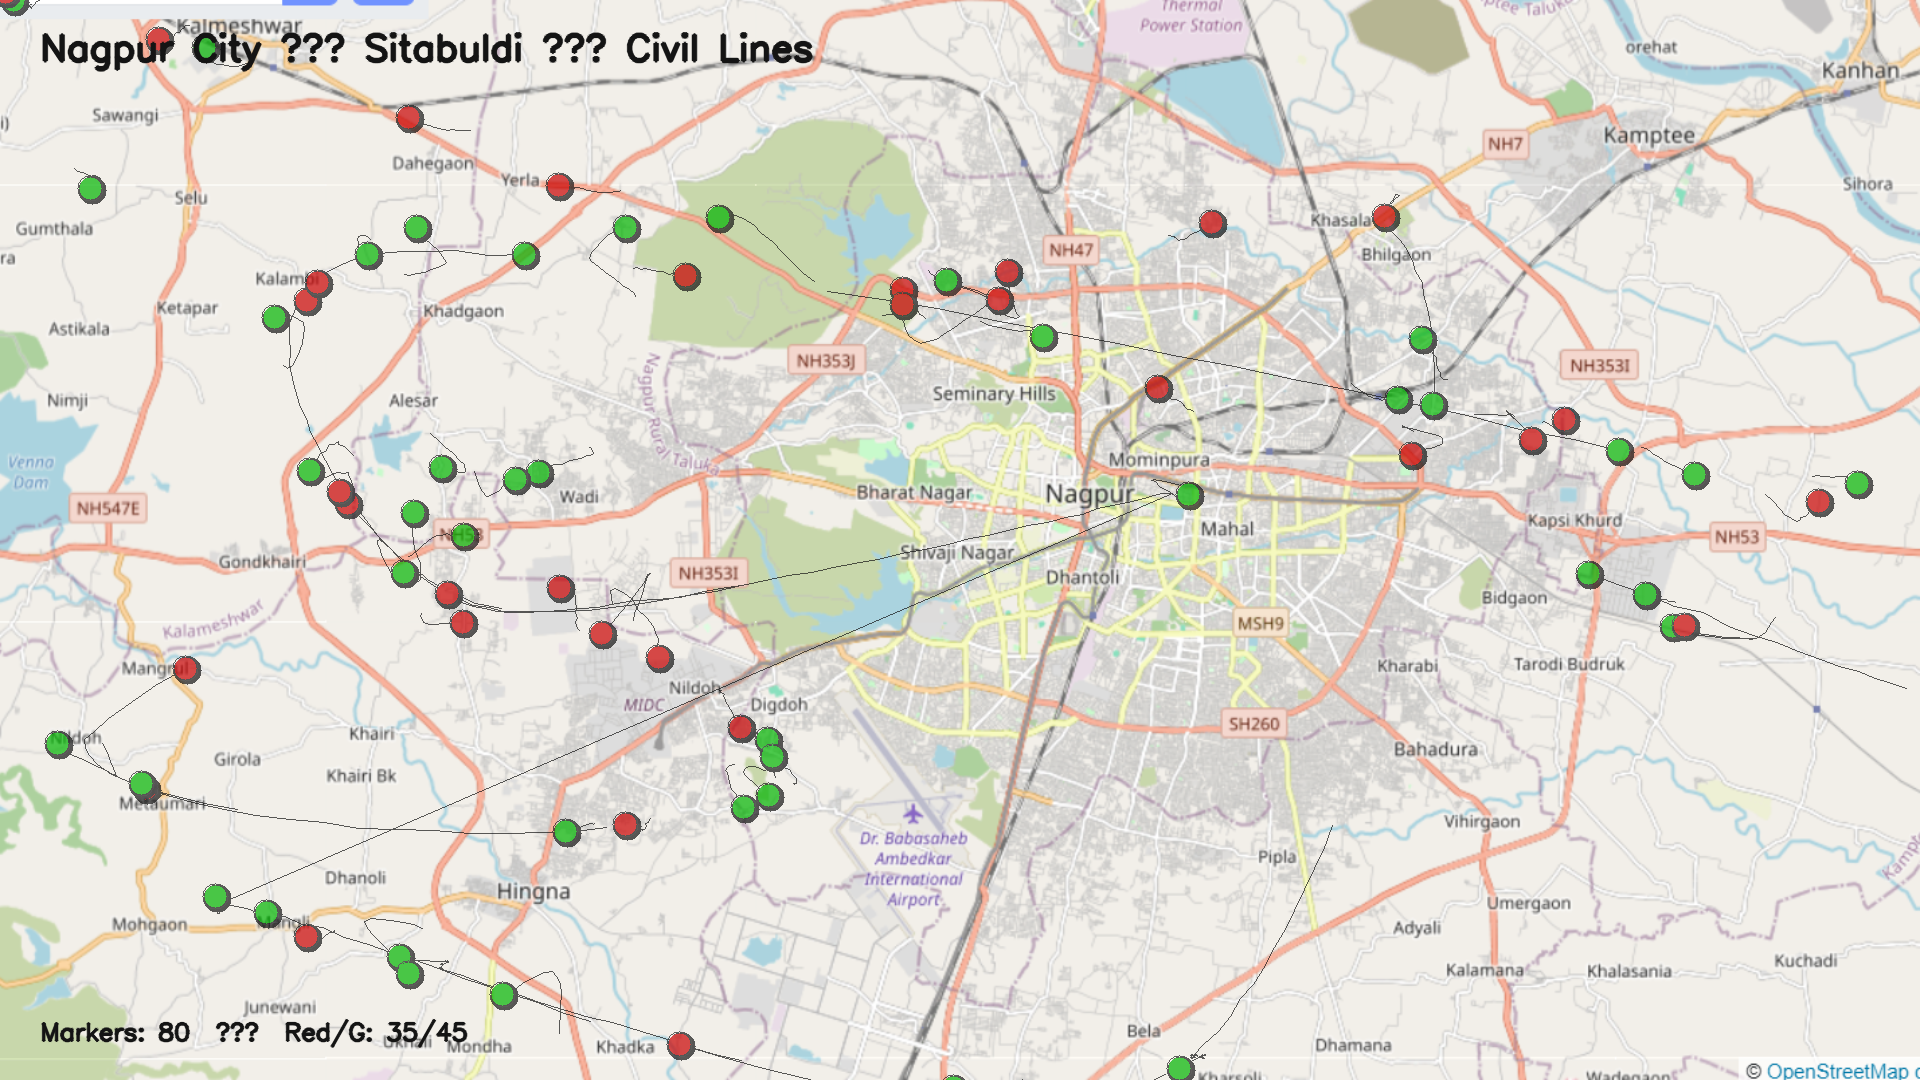 Thermal
Power Station
ptee Taluka
orehat
Kanhan
Kalmeshwar
Nagpur City ??? Sitabuldi ??? Civil Lines
Sawangi
i)
NH7
Kamptee
Dahegaon
Yerla
Selu
Sihora
Gumthala
Khasala
NH47
Bhilgaon
ra
Ketapar
Khadgaon
Astikala
NH353J
NH353I
Seminary Hills
Nimji
Alesar
Nagpur Rural Taluka
Mominpura
Venna
Dam
Wadi
Bharat Nagar
Nagpur
NH547E
Mahal
Kapsi Khurd
NH53
Gondkhairi
Shivaji Nagar
NH353I
Dhantoli
Bidgaon
Kalameshwar
MSH9
Mangrul
Kharabi
Tarodi Budruk
Nildoh
MIDC
Digdoh
SH260
Khairi
Bahadura
Girola
Khairi Bk
Metaumari
Vihirgaon
Dr. Babasaheb
Ambedkar
International
Airport
Pipla
Dhanoli
Hingna
Mohgaon
Umergaon
Adyali
Kalamana
Khalasania
Kuchadi
Junewani
Markers: 80 ??? Red/G: 35/45
Mondha
Khadka
Bela
Dhamana
Kharsoli
Wadegaon
© OpenStreetMap c